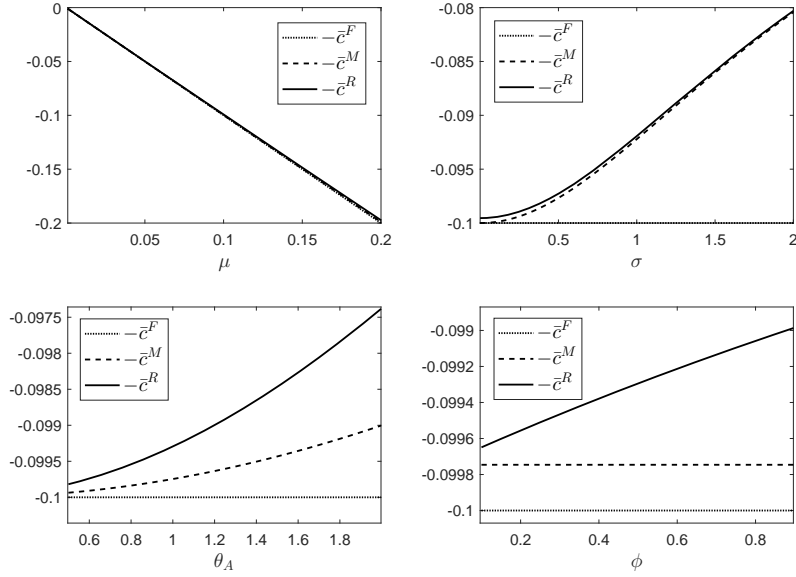 0
-0.05
-0.1
-0.15
-0.2
0.05 0.1 0.15 0.2
μ
−c̄^F
−c̄^M
−c̄^R
-0.08
-0.085
-0.09
-0.095
-0.1
0.5 1 1.5 2
σ
−c̄^F
−c̄^M
−c̄^R
-0.0975
-0.098
-0.0985
-0.099
-0.0995
-0.1
0.6 0.8 1 1.2 1.4 1.6 1.8
θ_A
−c̄^F
−c̄^M
−c̄^R
-0.099
-0.0992
-0.0994
-0.0996
-0.0998
-0.1
0.2 0.4 0.6 0.8
ϕ
−c̄^F
−c̄^M
−c̄^R